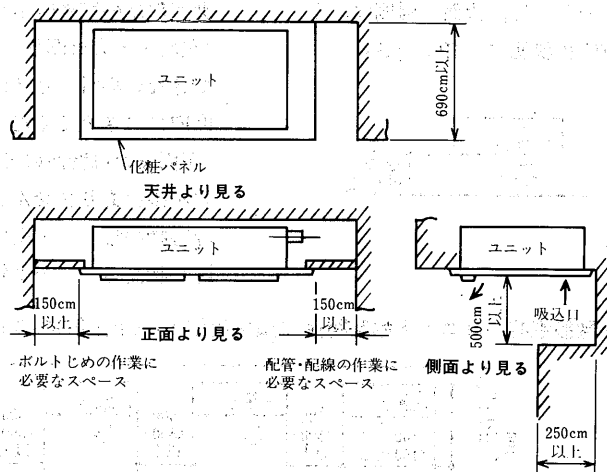 ユニット
690cm以上
化粧パネル
天井より見る
ユニット
150cm
以上
正面より見る
150cm
以上
ボルトじめの作業に
必要なスペース
配管・配線の作業に
必要なスペース
ユニット
500cm
以上
吸込口
側面より見る
250cm
以上